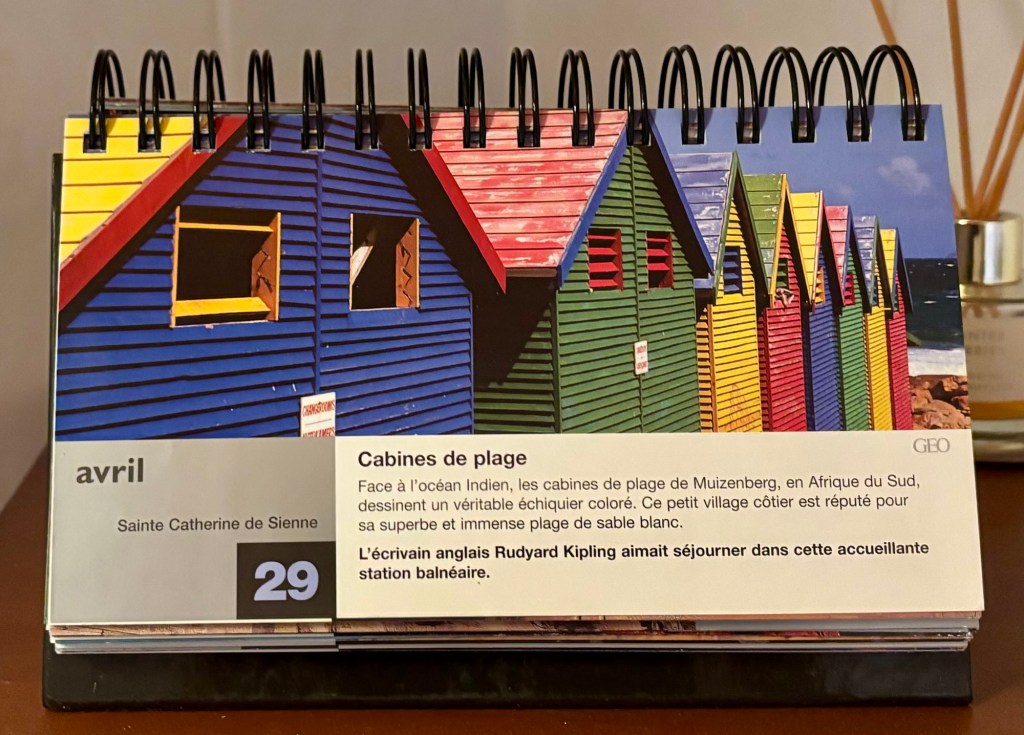 CHANGEROOMS
GEO
avril
Sainte Catherine de Sienne
29
Cabines de plage
Face à l'océan Indien, les cabines de plage de Muizenberg, en Afrique du Sud,
dessinent un véritable échiquier coloré. Ce petit village côtier est réputé pour
sa superbe et immense plage de sable blanc.
L'écrivain anglais Rudyard Kipling aimait séjourner dans cette accueillante
station balnéaire.